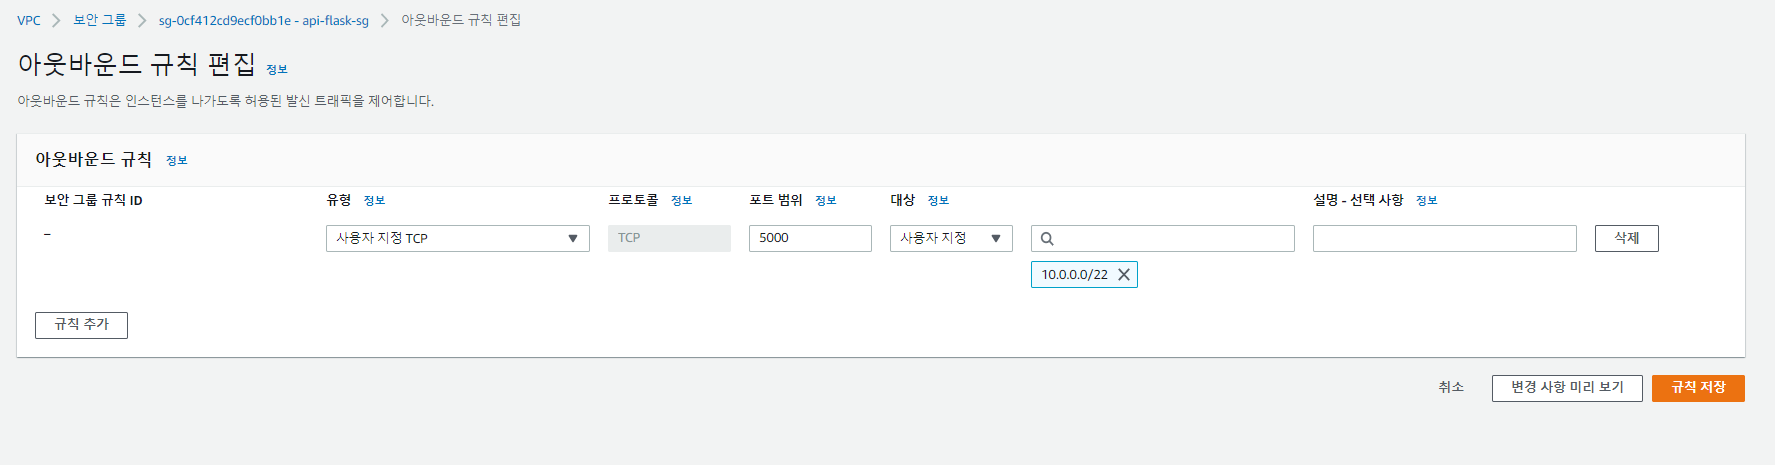 VPC > 보안 그룹 > sg-0cf412cd9ecf0bb1e - api-flask-sg > 아웃바운드 규칙 편집
아웃바운드 규칙 편집 정보
아웃바운드 규칙은 인스턴스를 나가도록 허용된 발신 트래픽을 제어합니다.
아웃바운드 규칙 정보
보안 그룹 규칙 ID 유형 정보 프로토콜 정보 포트 범위 정보 대상 정보 설명 - 선택 사항 정보
– 사용자 지정 TCP TCP 5000 사용자 지정 삭제
10.0.0.0/22
규칙 추가
취소 변경 사항 미리 보기 규칙 저장